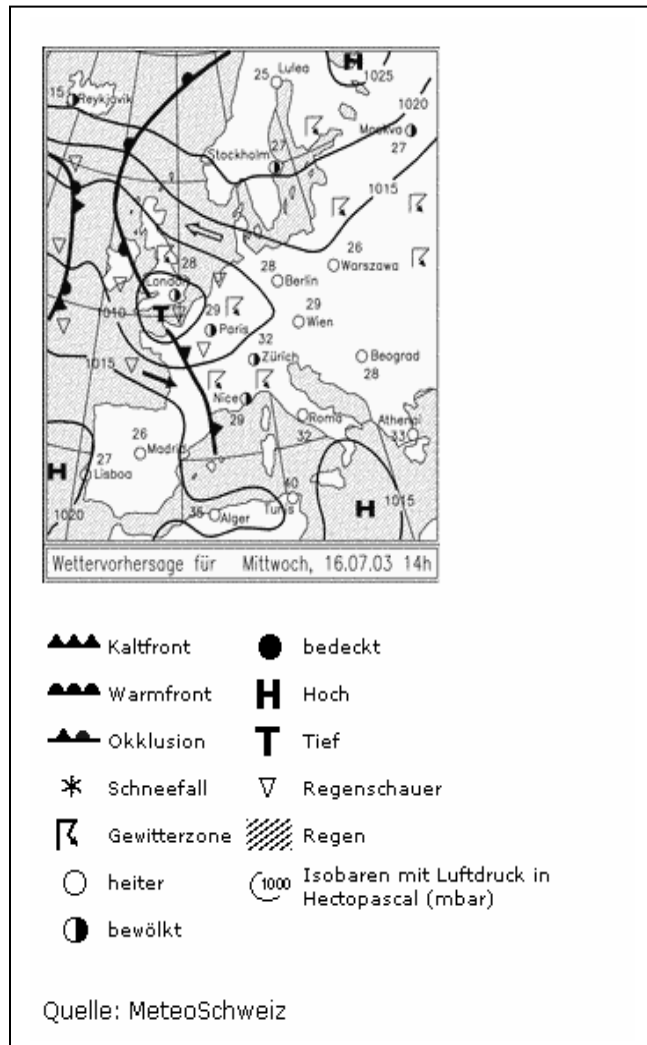 H
25 Lulea
1025
15
Reykjavik
1020
Moskva
27
27
Stockholm
1015
26
Warszawa
28
28
Berlin
London
29
29
1010
T
Paris
Wien
32
Zürich
1015
Beograd
28
Nice
29
Roma
32
Athenai
33
26
Madrid
27
H
Lisboa
40
Tunis
1015
1020
35
Alger
H
Wettervorhersage für Mittwoch, 16.07.03 14h
Kaltfront
bedeckt
Warmfront
H Hoch
Okklusion
T Tief
Schneefall
Regenschauer
Gewitterzone
Regen
heiter
1000 Isobaren mit Luftdruck in
Hectopascal (mbar)
bewölkt
Quelle: MeteoSchweiz